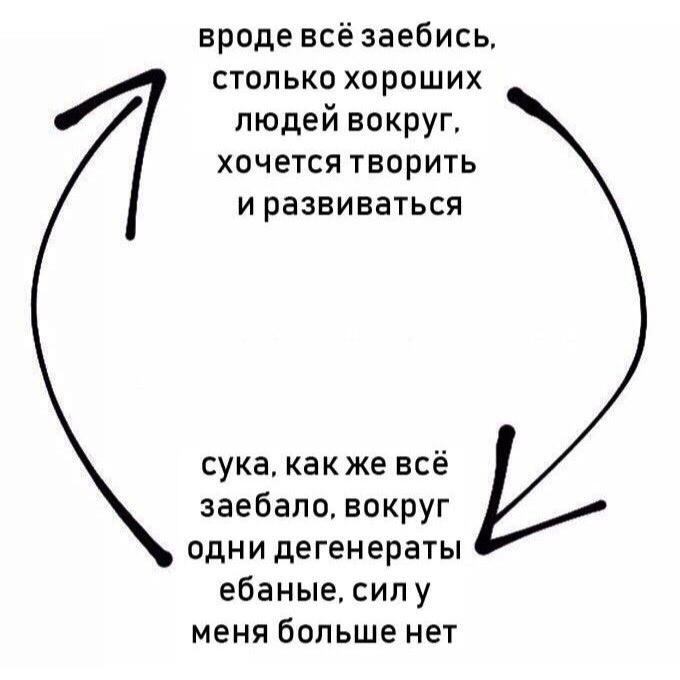 вроде всё заебись,
столько хороших
людей вокруг,
хочется творить
и развиваться
сука, как же всё
заебало, вокруг
одни дегенераты
ебаные, сил у
меня больше нет